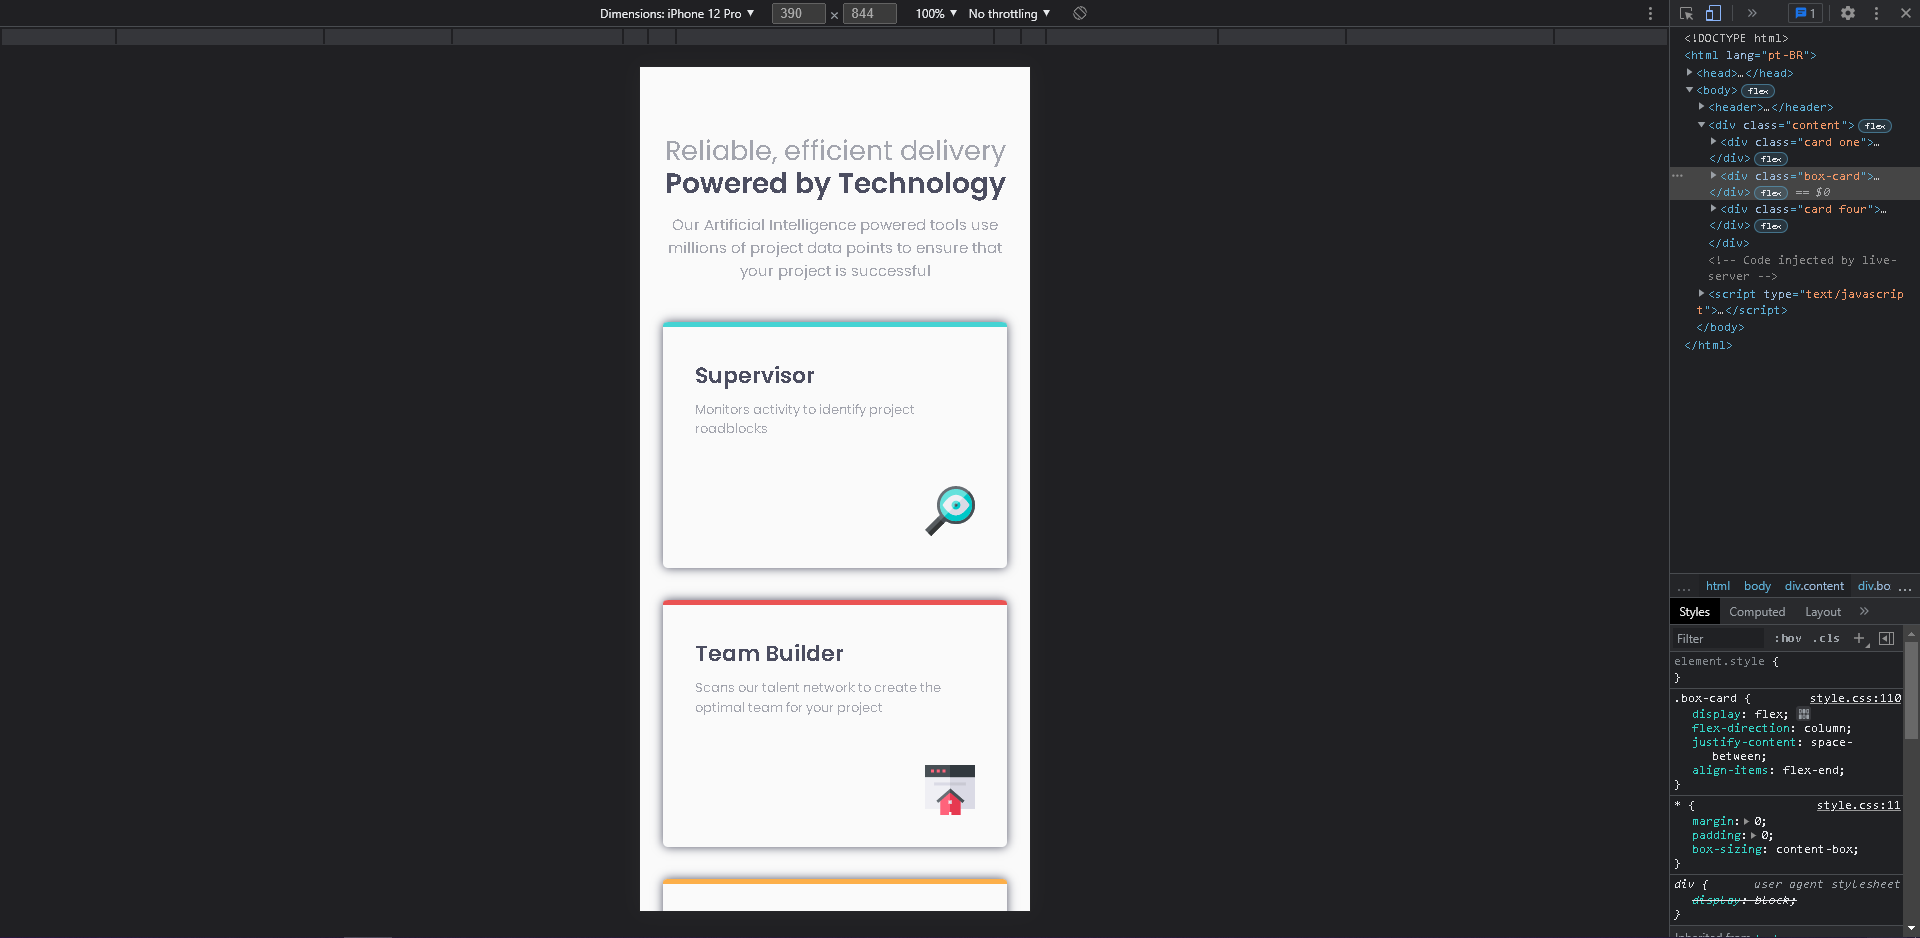 Dimensions: iPhone 12 Pro ▼ 390 × 844 100% ▼ No throttling ▼
1
<!DOCTYPE html>
<html lang="pt-BR">
<head>…</head>
<body> flex
<header>…</header>
<div class="content"> flex
<div class="card one">…
</div> flex
<div class="box-card">…
</div> flex == $0
<div class="card four">…
</div> flex
</div>
<!-- Code injected by live-
server -->
<script type="text/javascrip
t">…</script>
</body>
</html>
Reliable, efficient delivery
Powered by Technology
Our Artificial Intelligence powered tools use
millions of project data points to ensure that
your project is successful
Supervisor
Monitors activity to identify project
roadblocks
Team Builder
Scans our talent network to create the
optimal team for your project
… html body div.content div.bo …
Styles Computed Layout »
Filter :hov .cls +
element.style {
}
.box-card { style.css:110
display: flex;
flex-direction: column;
justify-content: space-
between;
align-items: flex-end;
}
* { style.css:11
margin: 0;
padding: 0;
box-sizing: content-box;
}
div { user agent stylesheet
display: block;
}